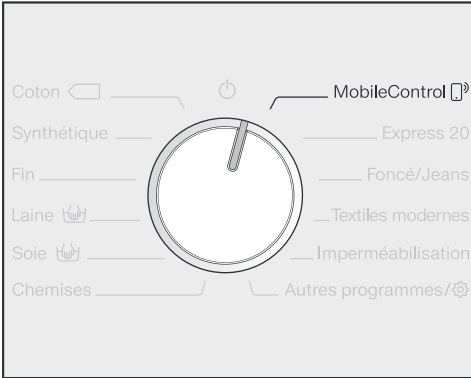 Coton
MobileControl
Synthétique
Express 20
Fin
Foncé/Jeans
Laine
Textiles modernes
Soie
Imperméabilisation
Chemises
Autres programmes/